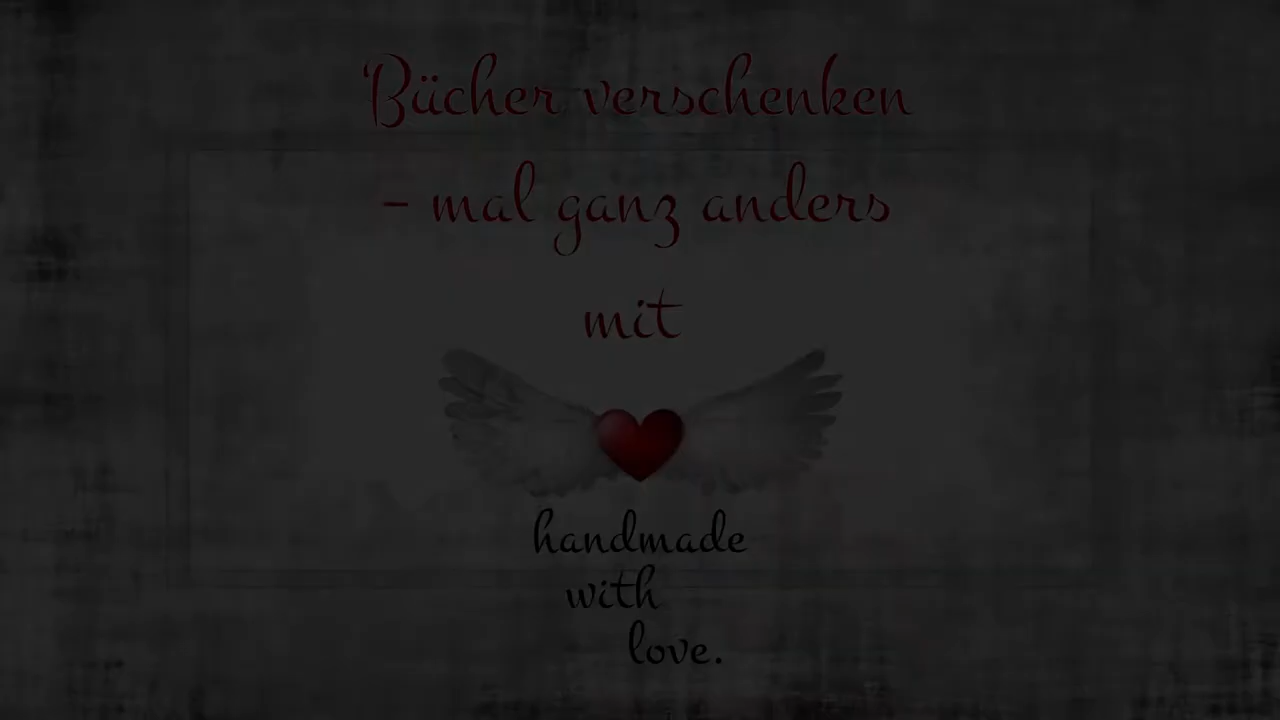 Bücher verschenken
- mal ganz anders
mit
handmade
with
love.